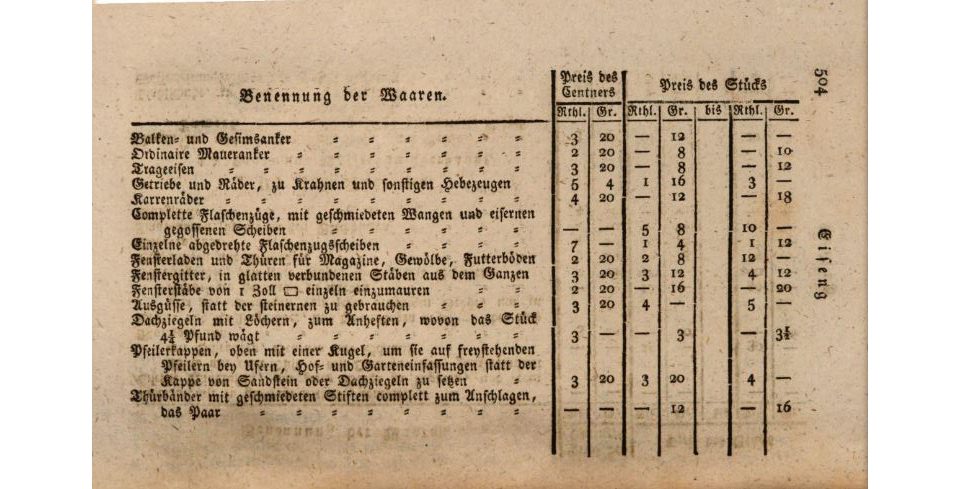 504
Eiseng
Benennung der Waaren. Preis des Centners Preis des Stücks
Rthl. Gr. Rthl. Gr. bis Rthl. Gr.
Balken- und Gesimsanker = = = = = = 3 20 — 12 — —
Ordinaire Maueranker = = = = = = = 2 20 — 8 — 10
Trageeisen = = = = = = = = = 3 20 — 8 — 12
Getriebe und Räder, zu Krahnen und sonstigen Hebezeugen 5 4 1 16 3 —
Karrenräder = = = = = = = = 4 20 — 12 — 18
Complette Flaschenzüge, mit geschmiedeten Wangen und eisernen
gegossenen Scheiben = = = = = = — — 5 8 10 —
Einzelne abgedrehte Flaschenzugsscheiben = = = = 7 — 1 4 1 12
Fensterladen und Thüren für Magazine, Gewölbe, Futterböden 2 20 2 8 12 —
Fenstergitter, in glatten verbundenen Stäben aus dem Ganzen 3 20 3 12 4 12
Fensterstäbe von 1 Zoll ▭ einzeln einzumauren = = 2 20 — 16 — 20
Ausgüsse, statt der steinernen zu gebrauchen = = = 3 20 4 — 5 —
Dachziegeln mit Löchern, zum Anheften, wovon das Stück
4¼ Pfund wägt = = = = = = = 3 — — 3 — 3¼
Pfeilerkappen, oben mit einer Kugel, um sie auf freystehenden
Pfeilern bey Ufern, Hof- und Garteneinfassungen statt der
Kappe von Sandstein oder Dachziegeln zu setzen = 3 20 3 20 4 —
Thürbänder mit geschmiedeten Stiften complett zum Anschlagen,
das Paar = = = = = = = = — — — 12 — 16